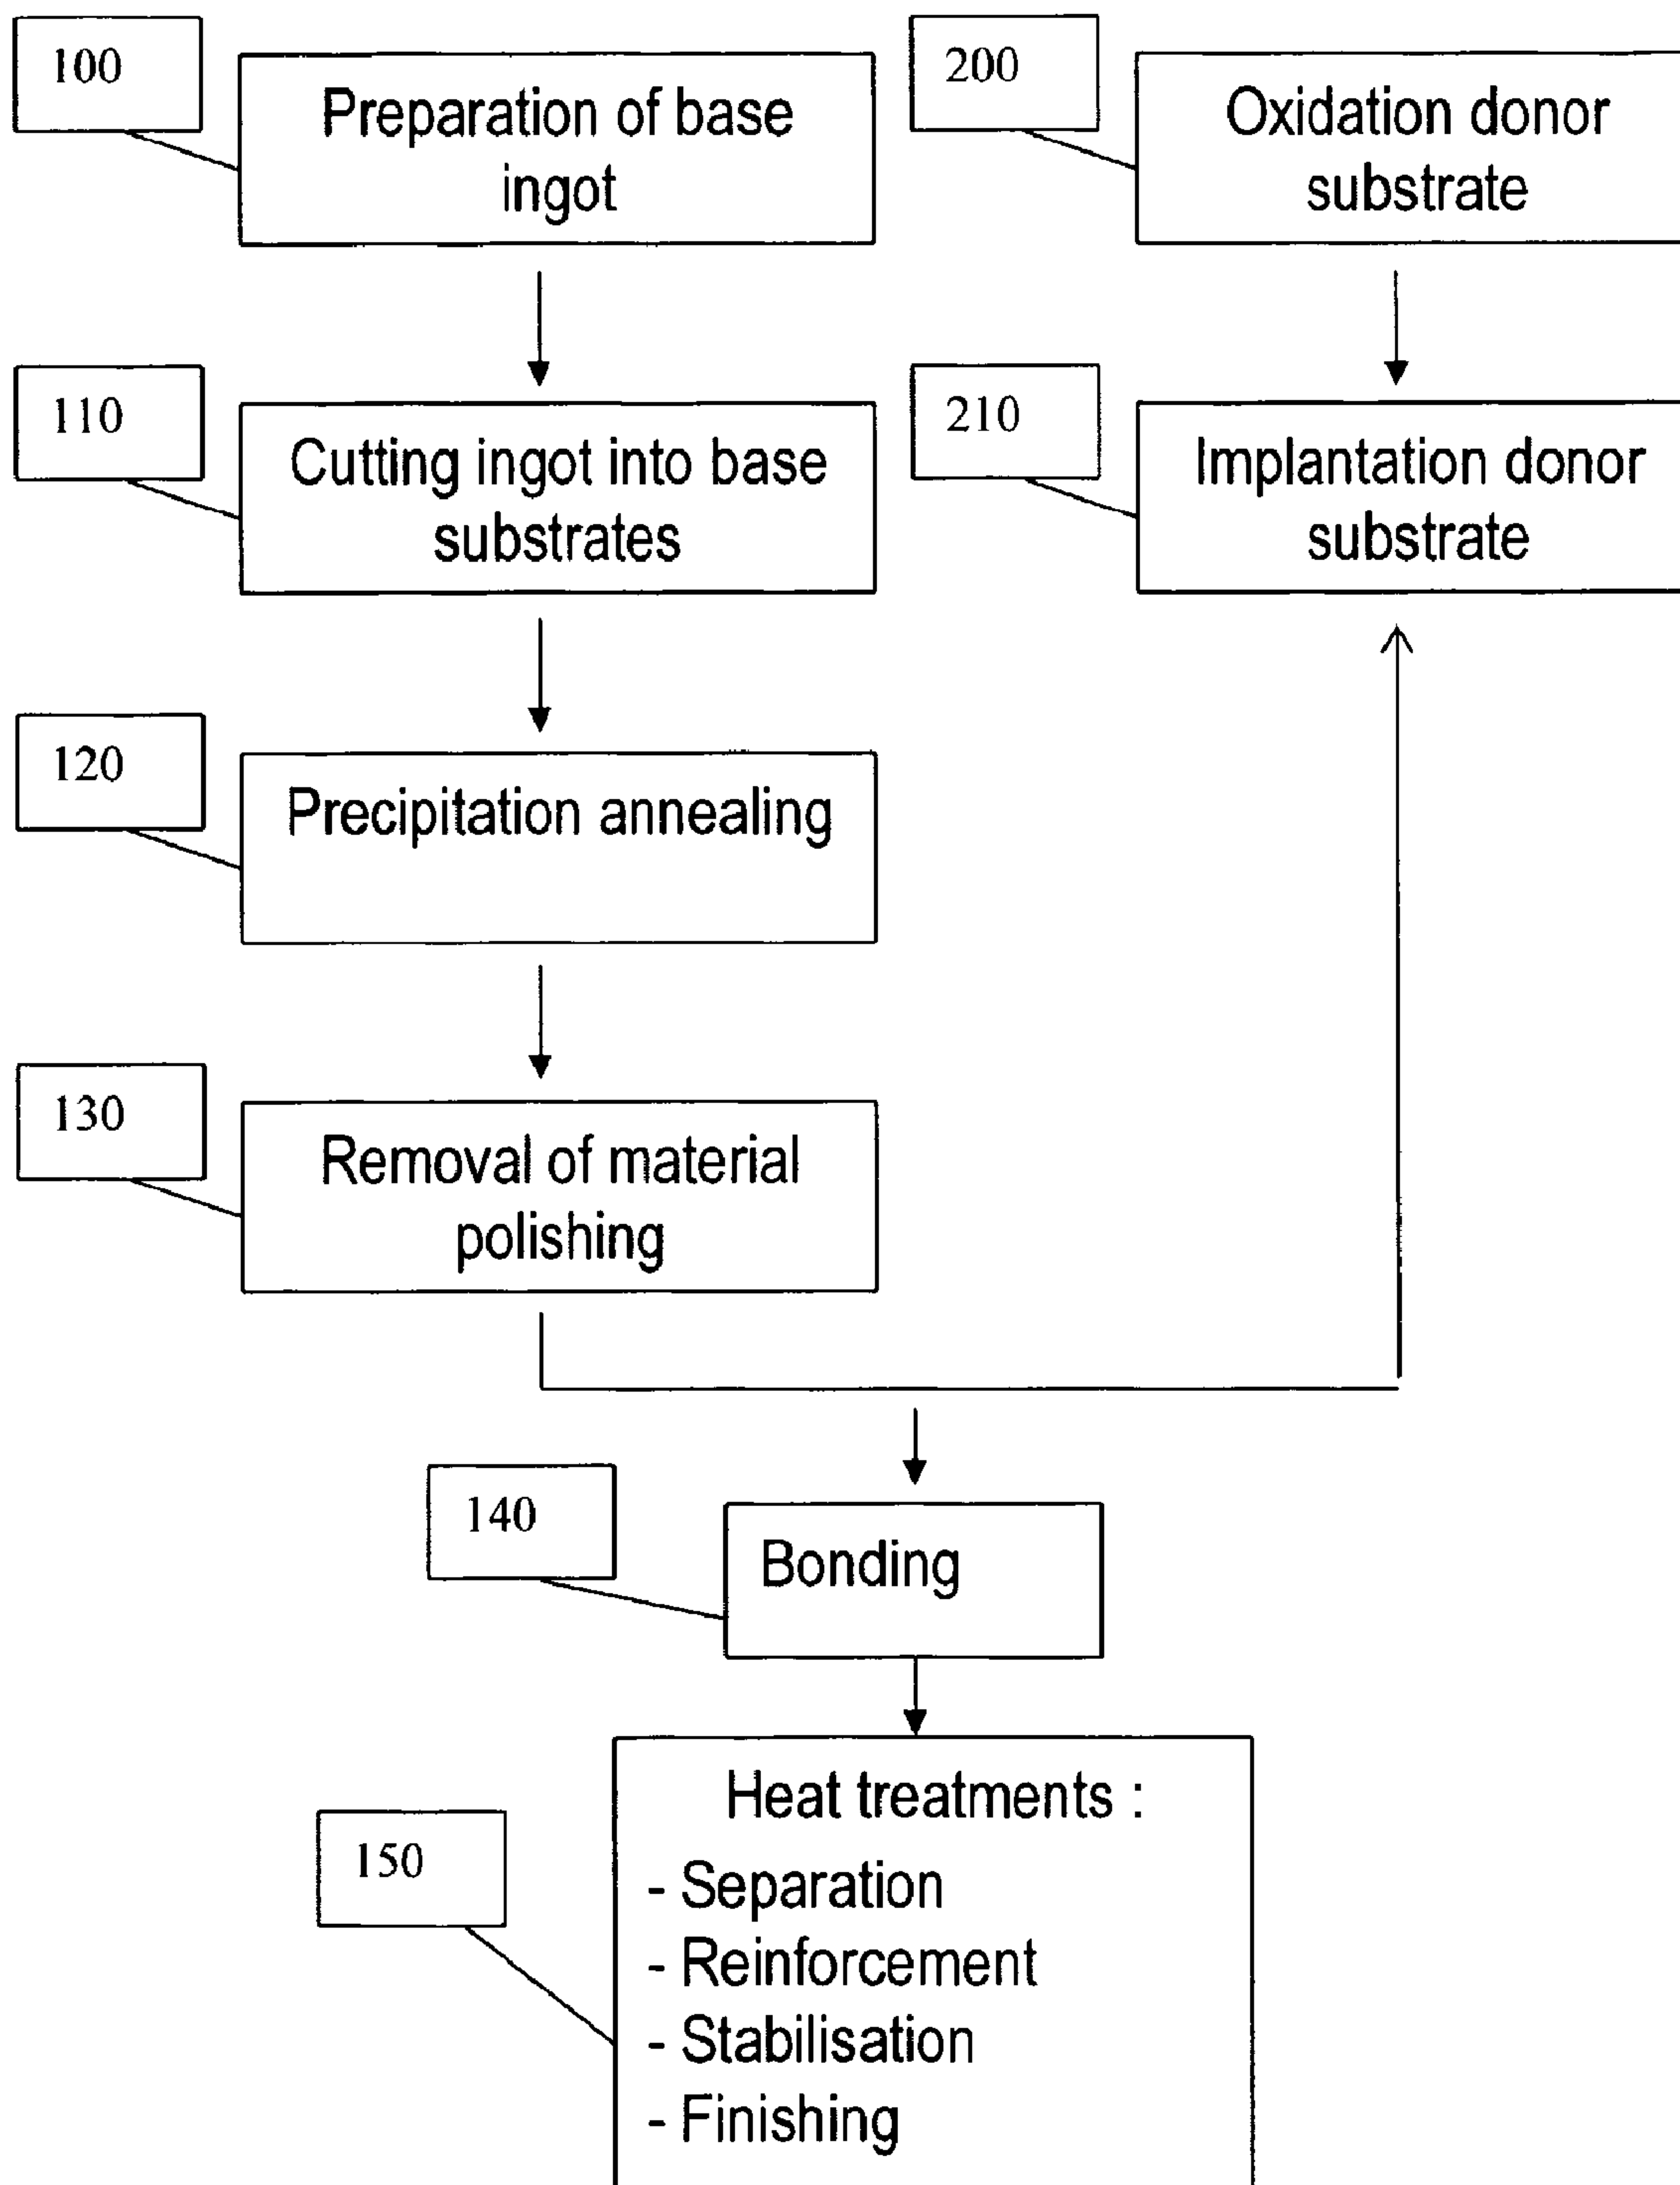 100
Preparation of base
ingot
200
Oxidation donor
substrate
110
Cutting ingot into base
substrates
210
Implantation donor
substrate
120
Precipitation annealing
130
Removal of material
polishing
140
Bonding
150
Heat treatments :
- Separation
- Reinforcement
- Stabilisation
- Finishing